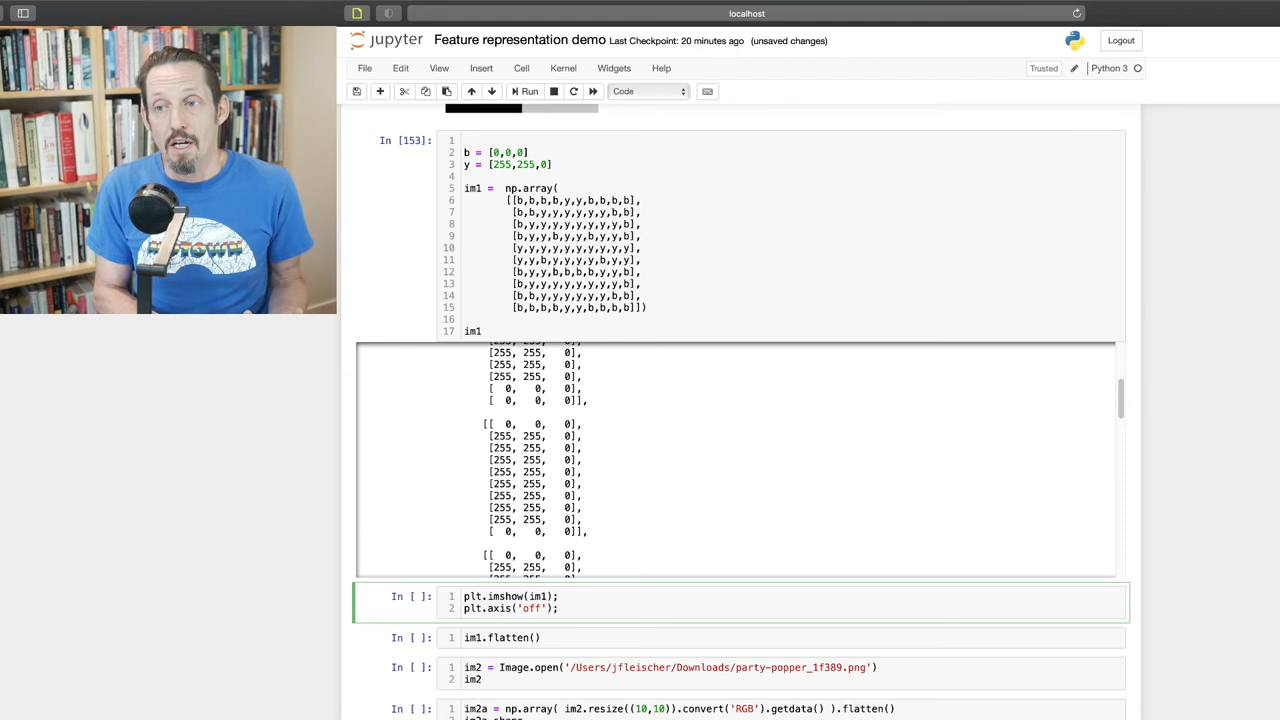 localhost
jupyter Feature representation demo Last Checkpoint: 20 minutes ago (unsaved changes)
Logout
File Edit View Insert Cell Kernel Widgets Help
Trusted Python 3
Run Code
In [153]:
1
2 b = [0,0,0]
3 y = [255,255,0]
4
5 im1 = np.array(
6 [[b,b,b,b,y,y,b,b,b,b],
7 [b,b,y,y,y,y,y,y,b,b],
8 [b,y,y,y,y,y,y,y,y,b],
9 [b,y,y,b,y,y,b,y,y,b],
10 [y,y,y,y,y,y,y,y,y,y],
11 [y,y,b,y,y,y,y,b,y,y],
12 [b,y,y,b,b,b,b,y,y,b],
13 [b,y,y,y,y,y,y,y,y,b],
14 [b,b,y,y,y,y,y,y,b,b],
15 [b,b,b,b,y,y,b,b,b,b]])
16
17 im1
[255, 255, 0],
[255, 255, 0],
[255, 255, 0],
[255, 255, 0],
[ 0, 0, 0],
[ 0, 0, 0]],
[[ 0, 0, 0],
[255, 255, 0],
[255, 255, 0],
[255, 255, 0],
[255, 255, 0],
[255, 255, 0],
[255, 255, 0],
[255, 255, 0],
[255, 255, 0],
[ 0, 0, 0]],
[[ 0, 0, 0],
[255, 255, 0],
In [ ]:
1 plt.imshow(im1);
2 plt.axis('off');
In [ ]:
1 im1.flatten()
In [ ]:
1 im2 = Image.open('/Users/jfleischer/Downloads/party-popper_1f389.png')
2 im2
In [ ]:
1 im2a = np.array( im2.resize((10,10)).convert('RGB').getdata() ).flatten()
im2a.shape